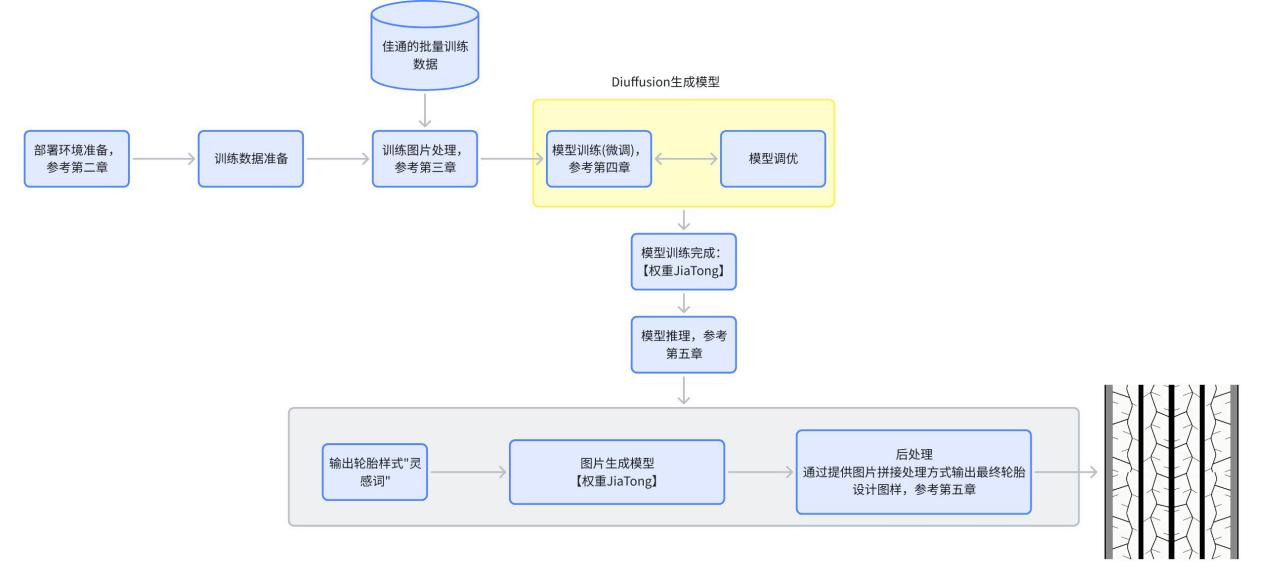 佳通的批量训练
数据
Diuffusion生成模型
部署环境准备，
参考第二章
训练数据准备
训练图片处理，
参考第三章
模型训练(微调)，
参考第四章
模型调优
模型训练完成：
【权重JiaTong】
模型推理，参考
第五章
输出轮胎样式"灵
感词"
图片生成模型
【权重JiaTong】
后处理
通过提供图片拼接处理方式输出最终轮胎
设计图样，参考第五章